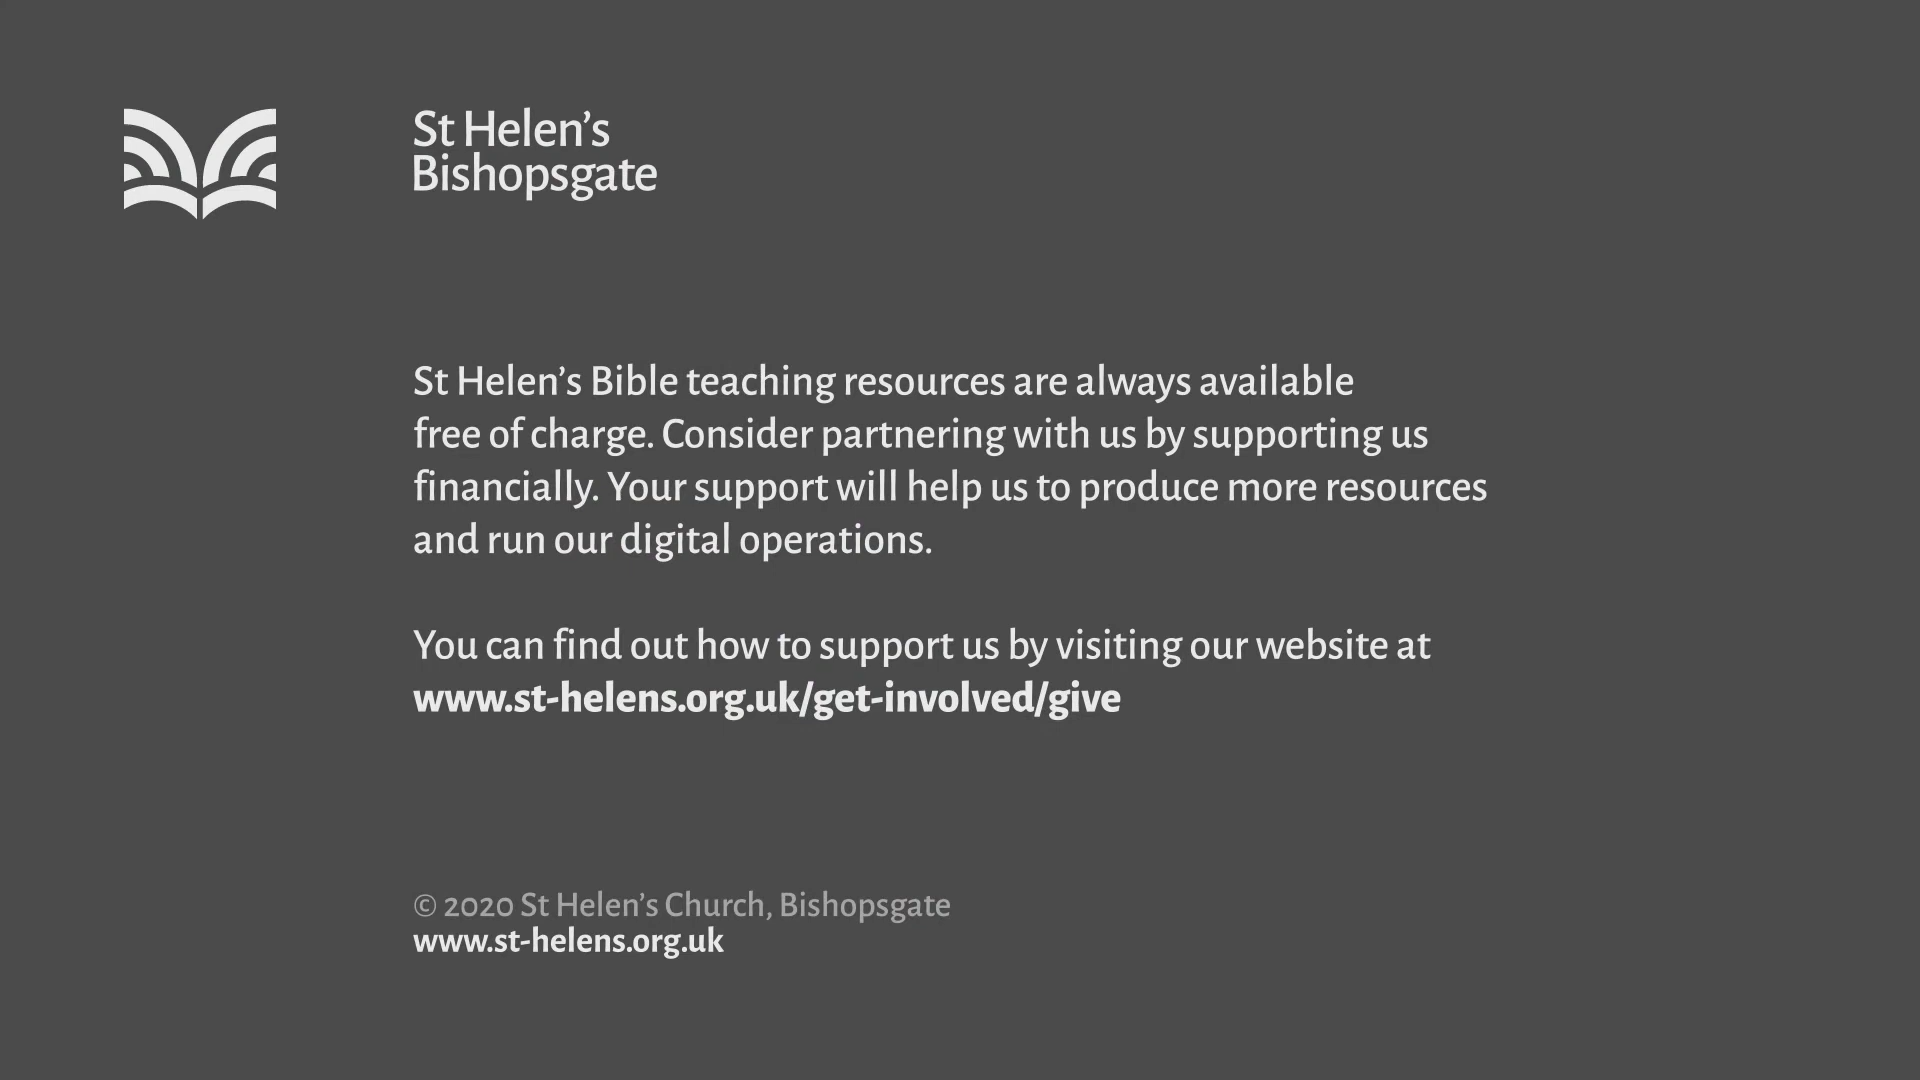 St Helen’s
Bishopsgate
St Helen’s Bible teaching resources are always available
free of charge. Consider partnering with us by supporting us
financially. Your support will help us to produce more resources
and run our digital operations.
You can find out how to support us by visiting our website at
www.st-helens.org.uk/get-involved/give
© 2020 St Helen’s Church, Bishopsgate
www.st-helens.org.uk